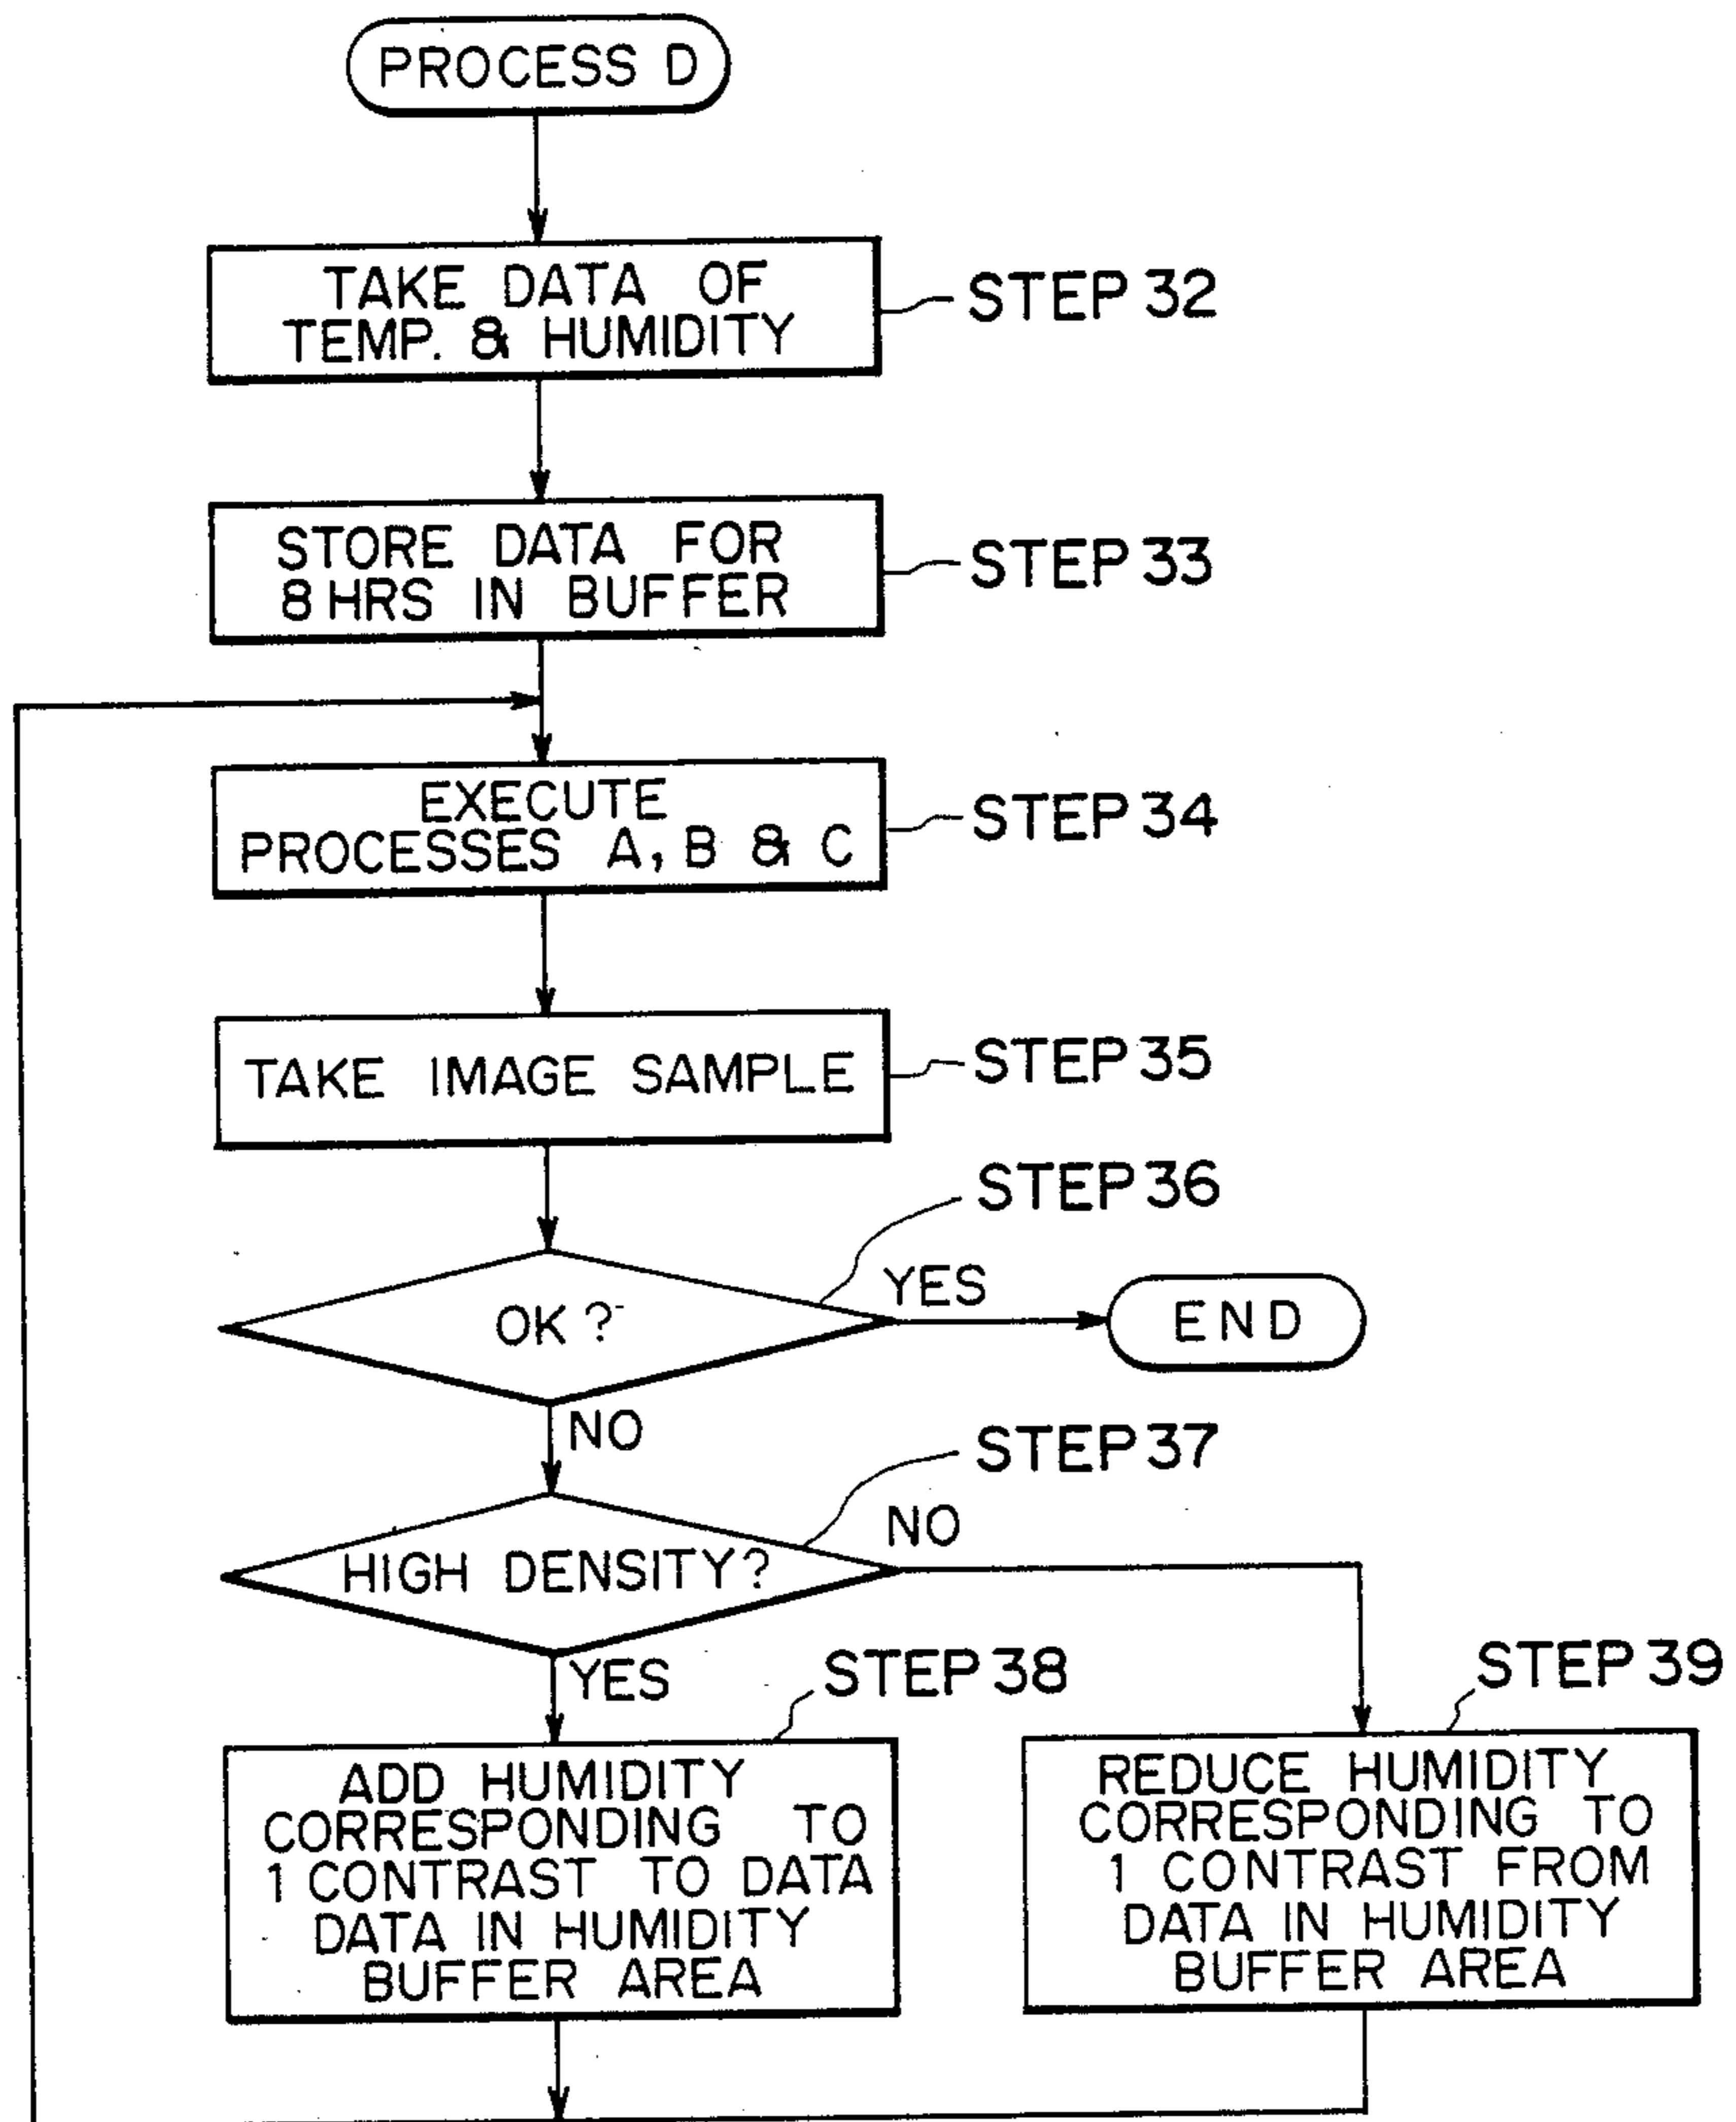 PROCESS D
TAKE DATA OF
TEMP. & HUMIDITY
STEP 32
STORE DATA FOR
8 HRS IN BUFFER
STEP 33
EXECUTE
PROCESSES A, B & C
STEP 34
TAKE IMAGE SAMPLE
STEP 35
STEP 36
OK ?
YES
END
NO
STEP 37
HIGH DENSITY?
NO
YES
STEP 38
ADD HUMIDITY
CORRESPONDING TO
1 CONTRAST TO DATA
DATA IN HUMIDITY
BUFFER AREA
STEP 39
REDUCE HUMIDITY
CORRESPONDING TO
1 CONTRAST FROM
DATA IN HUMIDITY
BUFFER AREA